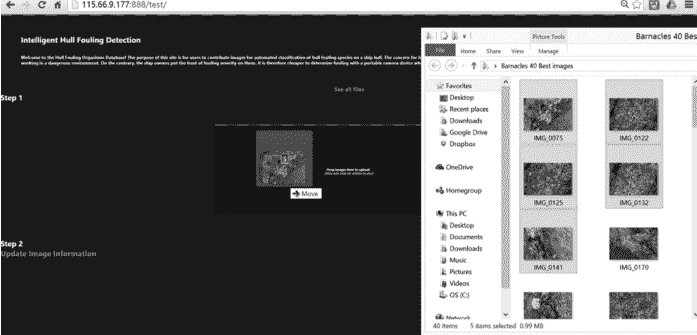 115.66.9.177:888/test/
Intelligent Hull Fouling Detection
Welcome to the Hull Fouling Organisms Database! The purpose of this site is for users to contribute images for automated classification of hull fouling species on a ship hull. The concern for
working in a dangerous environment. On the contrary, the ship owners put the
of fouling severity on them. It is therefore cheaper to determine fouling with a portable camera device
See all files
Step 1
Drop images here to upload
Move
Step 2
Update Image Information
Picture Tools
Barnacles 40 Best
File
Home
Share
View
Manage
Barnacles 40 Best images
Favorites
Desktop
Recent places
Downloads
Google Drive
Dropbox
OneDrive
Homegroup
This PC
Desktop
Documents
Downloads
Music
Pictures
Videos
OS (C:)
Network
IMG_0075
IMG_0122
IMG_0125
IMG_0132
IMG_0141
IMG_0170
40 items
5 items selected 0.99 MB